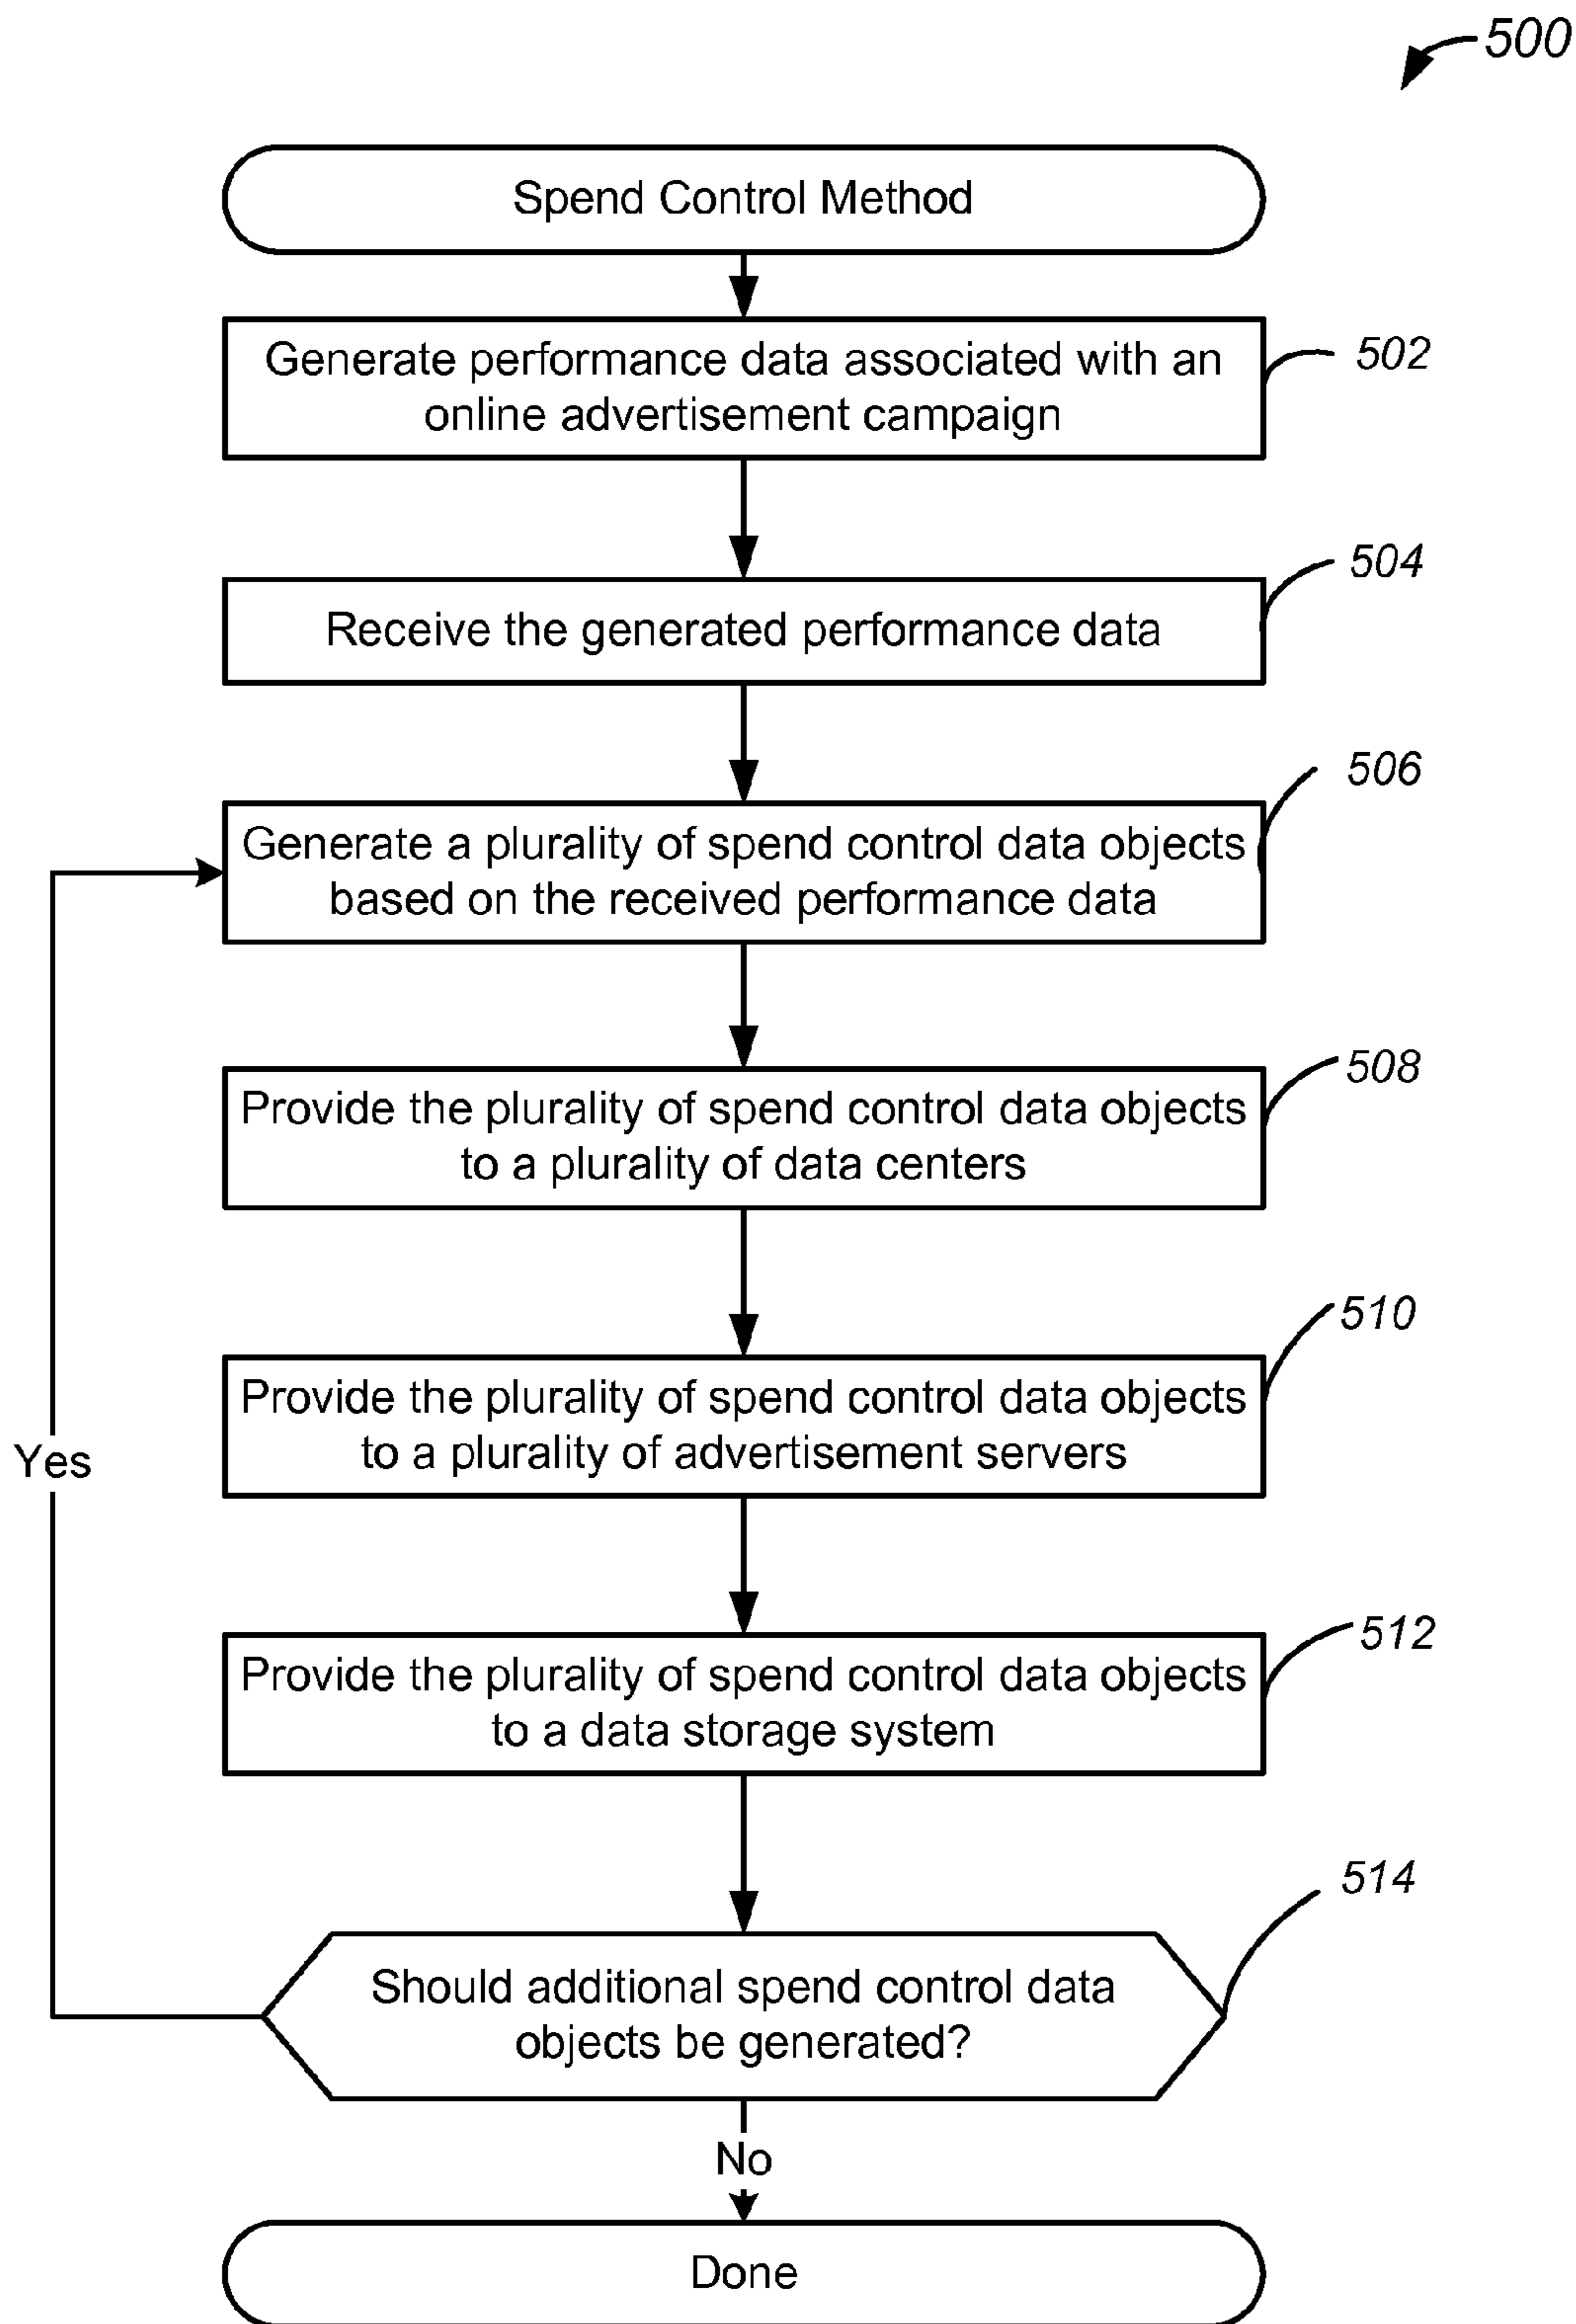 500
Spend Control Method
Generate performance data associated with an
online advertisement campaign
502
Receive the generated performance data
504
Generate a plurality of spend control data objects
based on the received performance data
506
Provide the plurality of spend control data objects
to a plurality of data centers
508
Provide the plurality of spend control data objects
to a plurality of advertisement servers
510
Yes
Provide the plurality of spend control data objects
to a data storage system
512
Should additional spend control data
objects be generated?
514
No
Done